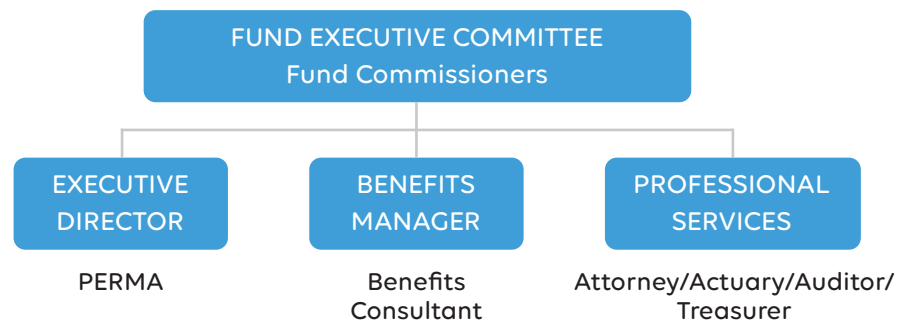 FUND EXECUTIVE COMMITTEE
Fund Commissioners
EXECUTIVE
DIRECTOR
PERMA
BENEFITS
MANAGER
Benefits
Consultant
PROFESSIONAL
SERVICES
Attorney/Actuary/Auditor/
Treasurer